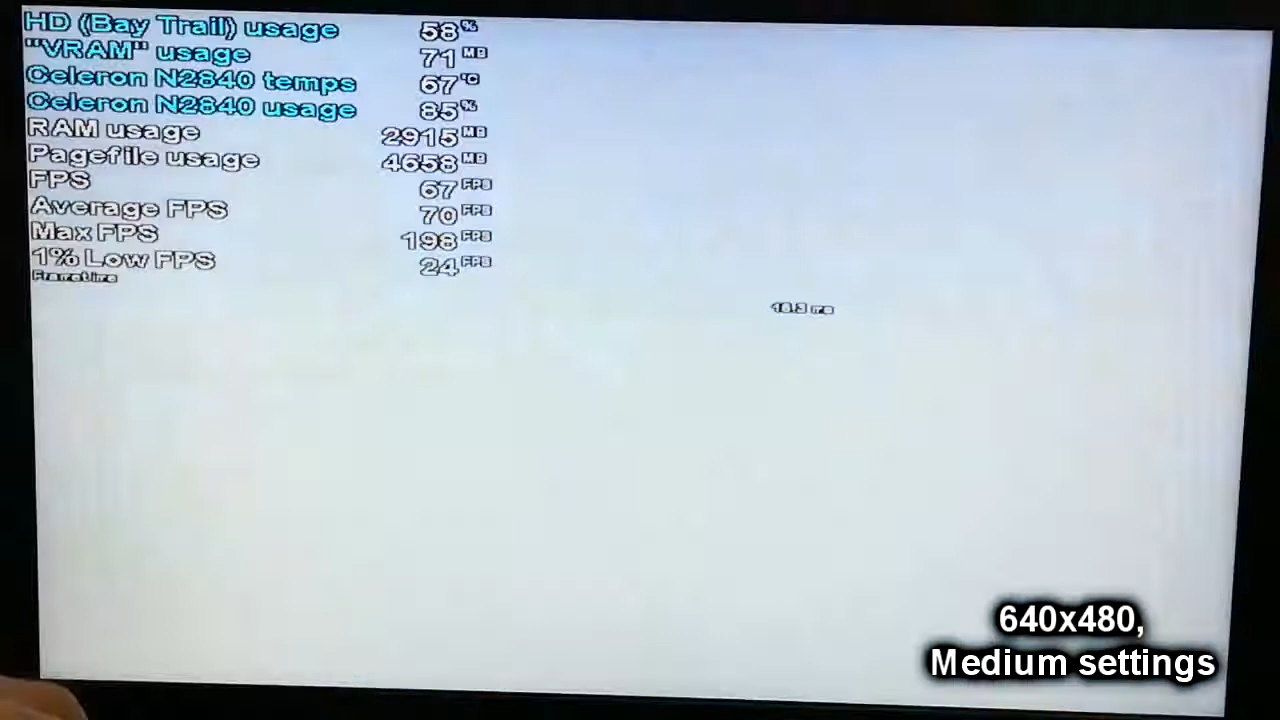 HD (Bay Trail) usage 58 %
"VRAM" usage 71 MB
Celeron N2840 temps 67 °C
Celeron N2840 usage 85 %
RAM usage 2915 MB
Pagefile usage 4658 MB
FPS 67 FPS
Average FPS 70 FPS
Max FPS 198 FPS
1% Low FPS 24 FPS
Frametime
640x480,
Medium settings